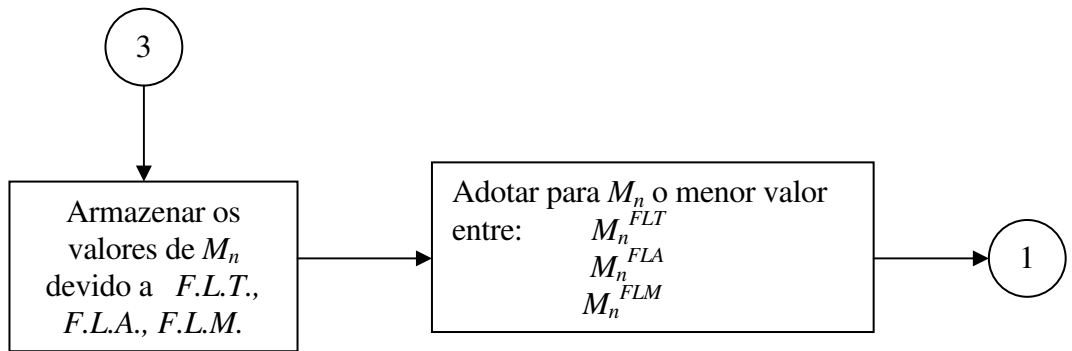 3
Armazenar os
valores de Mn
devido a F.L.T.,
F.L.A., F.L.M.
Adotar para Mn o menor valor
entre: Mn^FLT
Mn^FLA
Mn^FLM
1